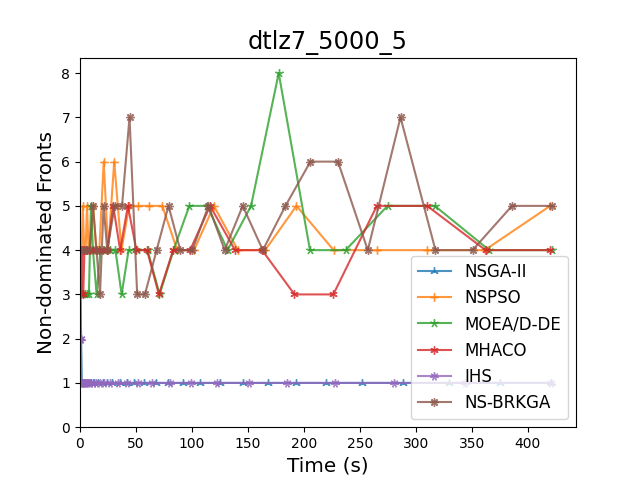 dtlz7_5000_5
Non-dominated Fronts
8
7
6
5
4
3
2
1
0
0 50 100 150 200 250 300 350 400
Time (s)
NSGA-II
NSPSO
MOEA/D-DE
MHACO
IHS
NS-BRKGA